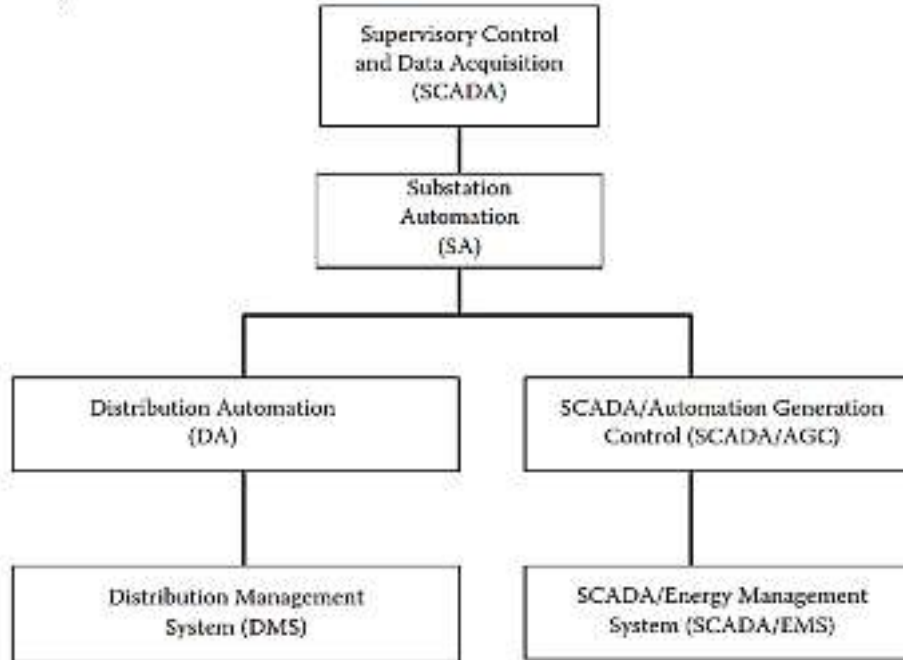 Supervisory Control
and Data Acquisition
(SCADA)
Substation
Automation
(SA)
Distribution Automation
(DA)
SCADA/Automation Generation
Control (SCADA/AGC)
Distribution Management
System (DMS)
SCADA/Energy Management
System (SCADA/EMS)